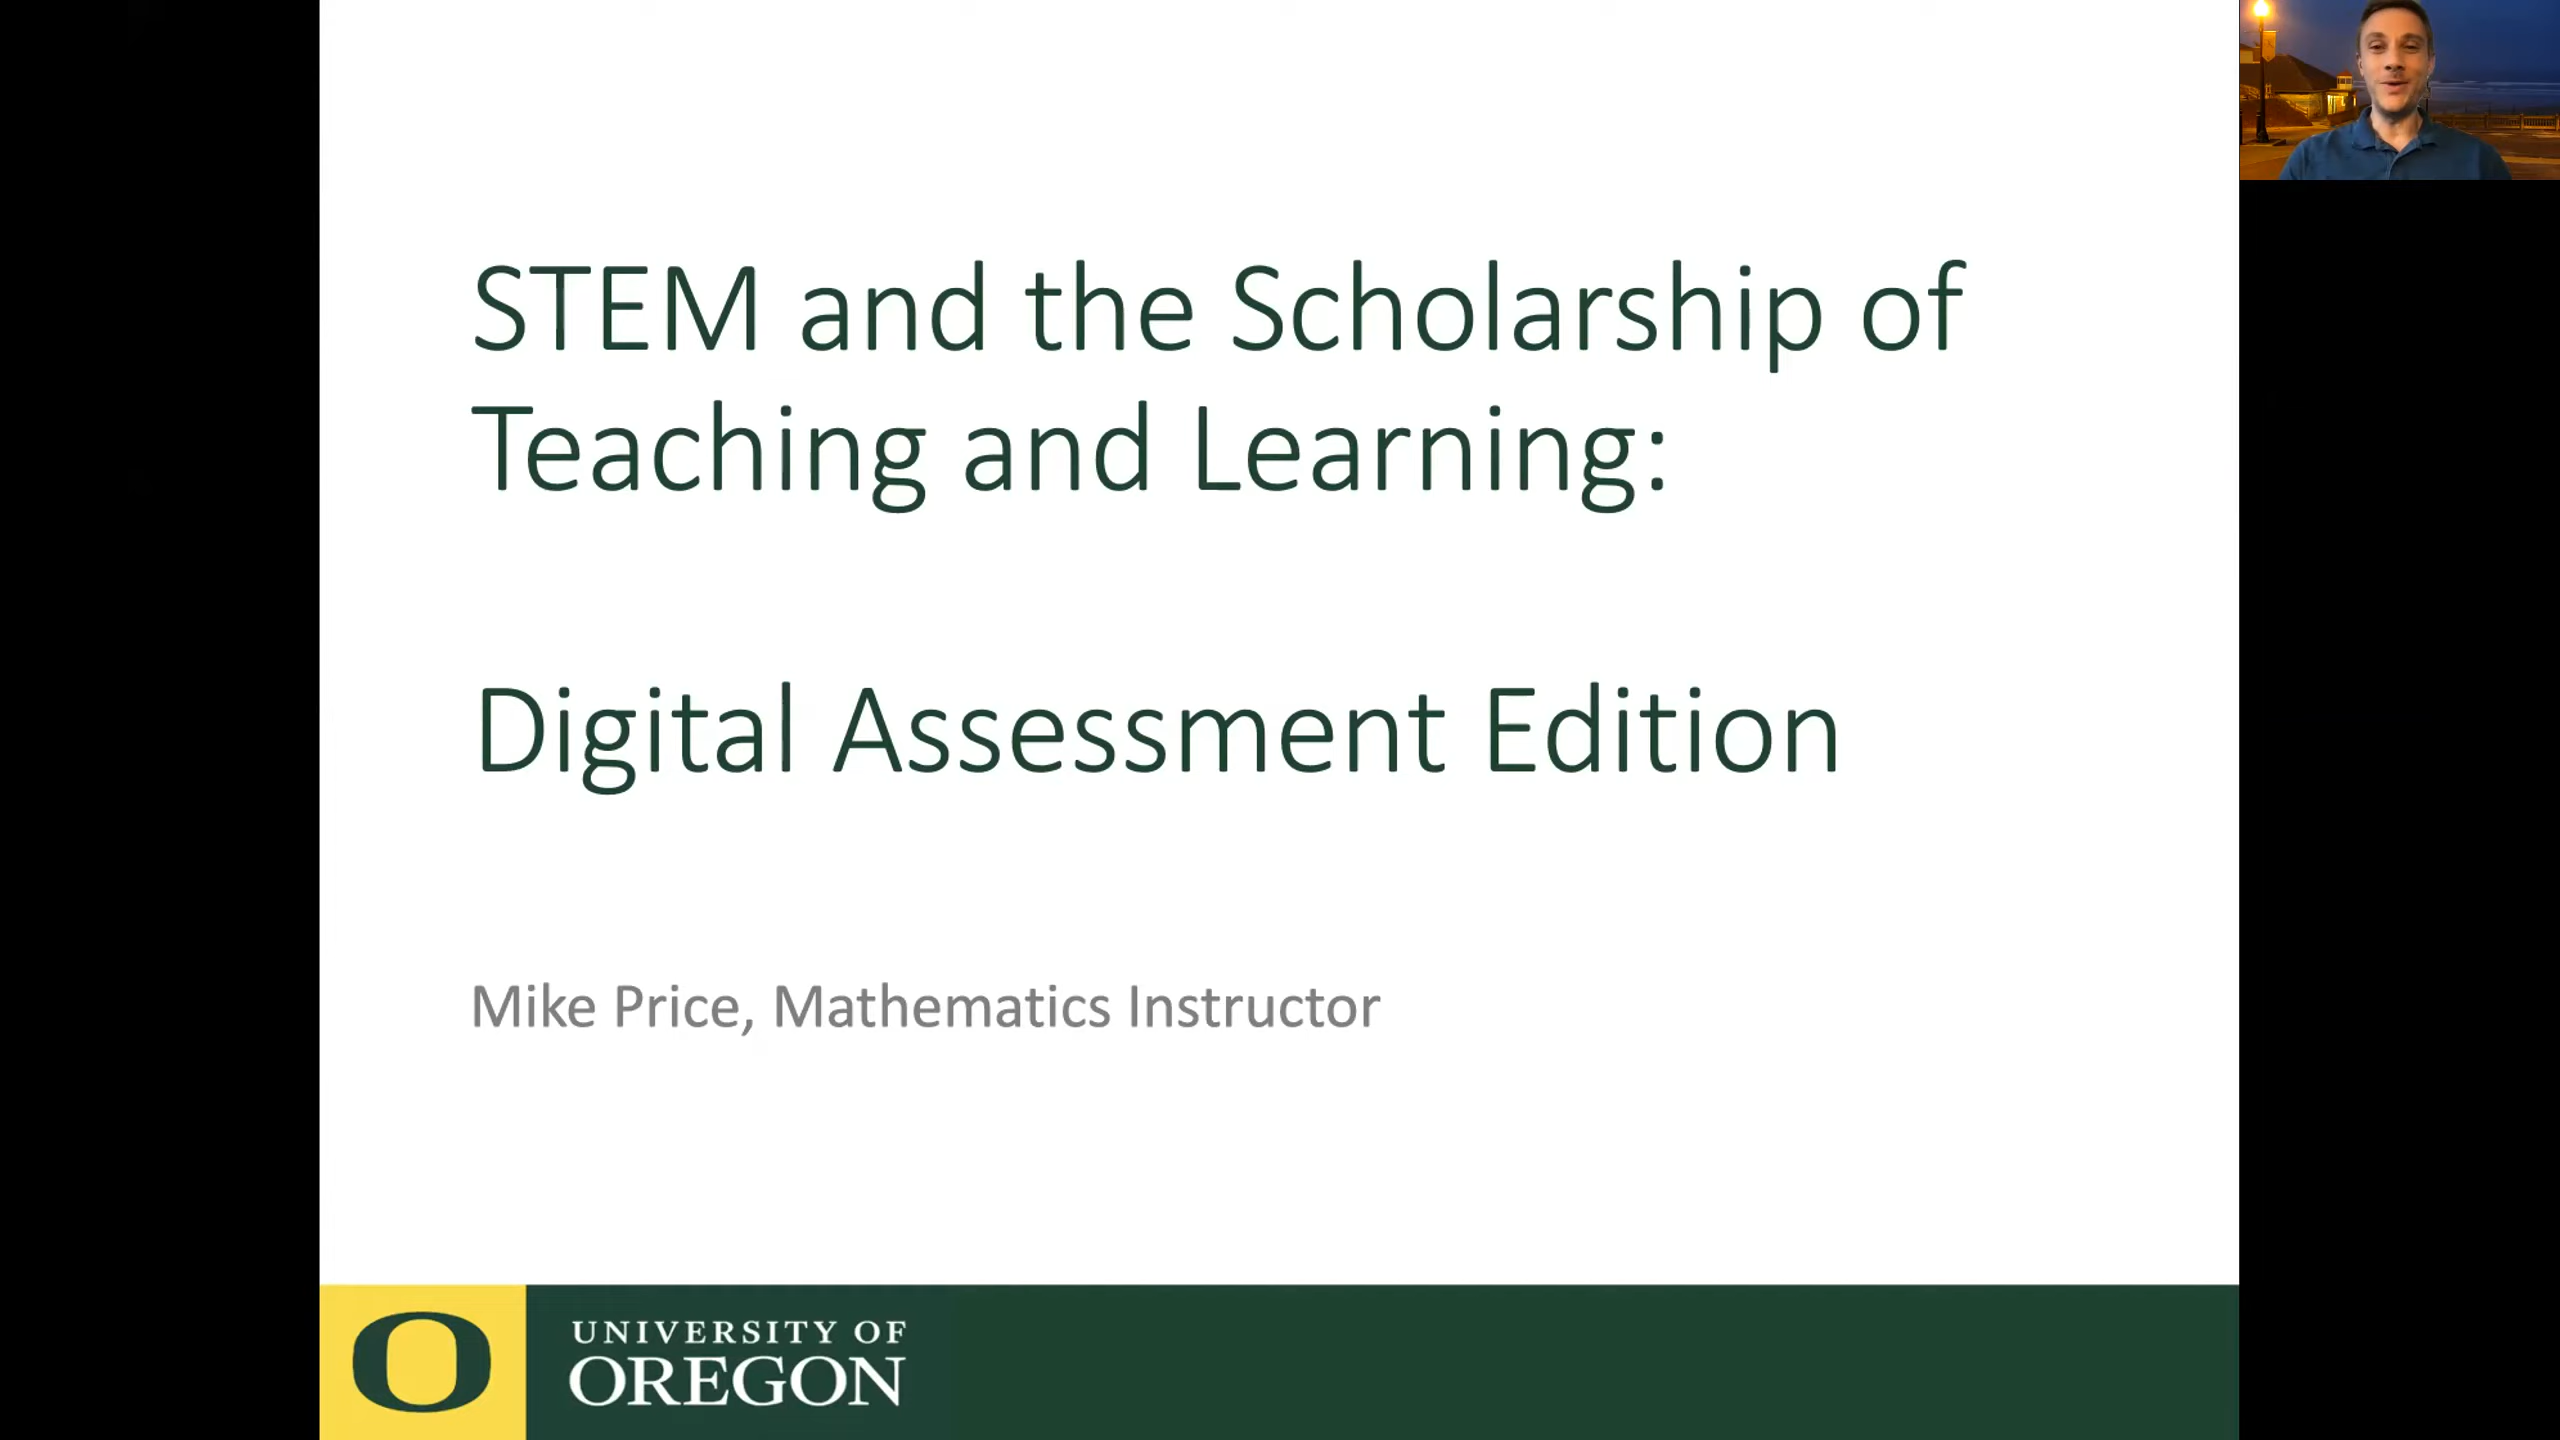 STEM and the Scholarship of
Teaching and Learning:
Digital Assessment Edition
Mike Price, Mathematics Instructor
O
UNIVERSITY OF
OREGON